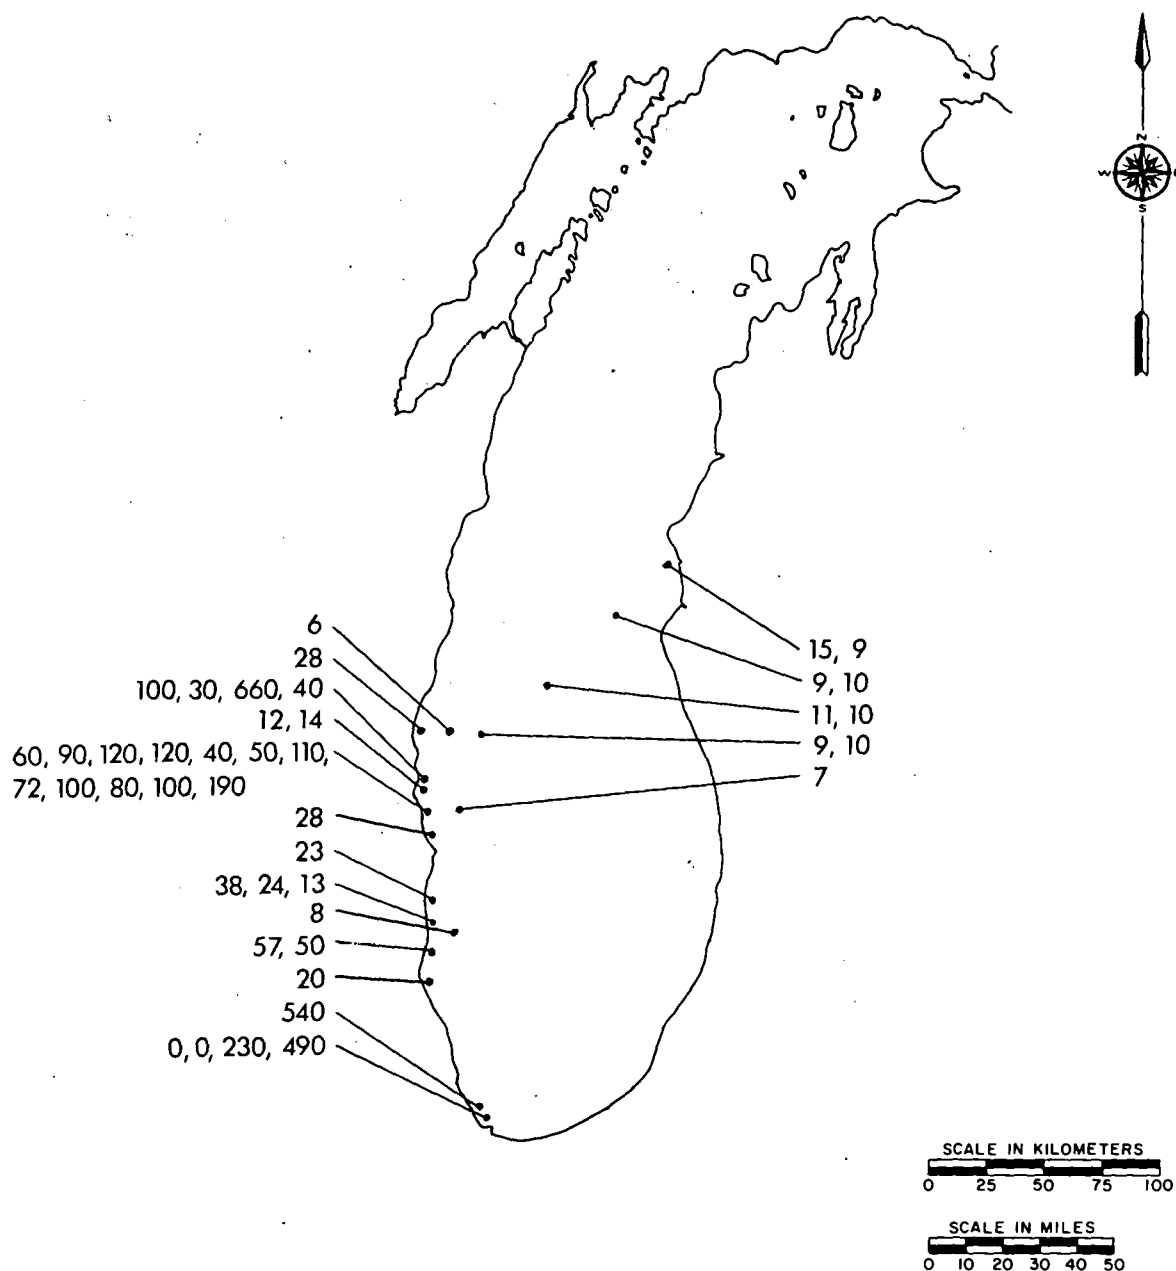 N
W
S
6
28
100, 30, 660, 40
12, 14
60, 90, 120, 120, 40, 50, 110,
72, 100, 80, 100, 190
28
23
38, 24, 13
8
57, 50
20
540
0, 0, 230, 490
15, 9
9, 10
11, 10
9, 10
7
SCALE IN KILOMETERS
0 25 50 75 100
SCALE IN MILES
0 10 20 30 40 50